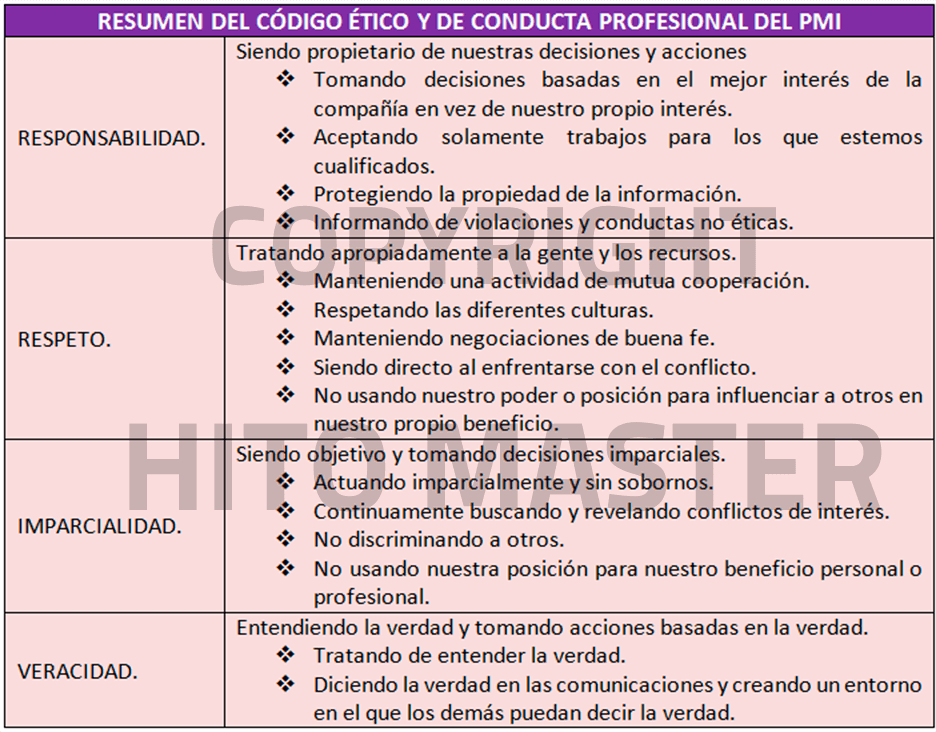 RESUMEN DEL CÓDIGO ÉTICO Y DE CONDUCTA PROFESIONAL DEL PMI
RESPONSABILIDAD.
Siendo propietario de nuestras decisiones y acciones
❖ Tomando decisiones basadas en el mejor interés de la
compañía en vez de nuestro propio interés.
❖ Aceptando solamente trabajos para los que estemos
cualificados.
❖ Protegiendo la propiedad de la información.
❖ Informando de violaciones y conductas no éticas.
RESPETO.
Tratando apropiadamente a la gente y los recursos.
❖ Manteniendo una actividad de mutua cooperación.
❖ Respetando las diferentes culturas.
❖ Manteniendo negociaciones de buena fe.
❖ Siendo directo al enfrentarse con el conflicto.
❖ No usando nuestro poder o posición para influenciar a otros en
nuestro propio beneficio.
IMPARCIALIDAD.
Siendo objetivo y tomando decisiones imparciales.
❖ Actuando imparcialmente y sin sobornos.
❖ Continuamente buscando y revelando conflictos de interés.
❖ No discriminando a otros.
❖ No usando nuestra posición para nuestro beneficio personal o
profesional.
VERACIDAD.
Entendiendo la verdad y tomando acciones basadas en la verdad.
❖ Tratando de entender la verdad.
❖ Diciendo la verdad en las comunicaciones y creando un entorno
en el que los demás puedan decir la verdad.
COPYRIGHT
HITO MASTER